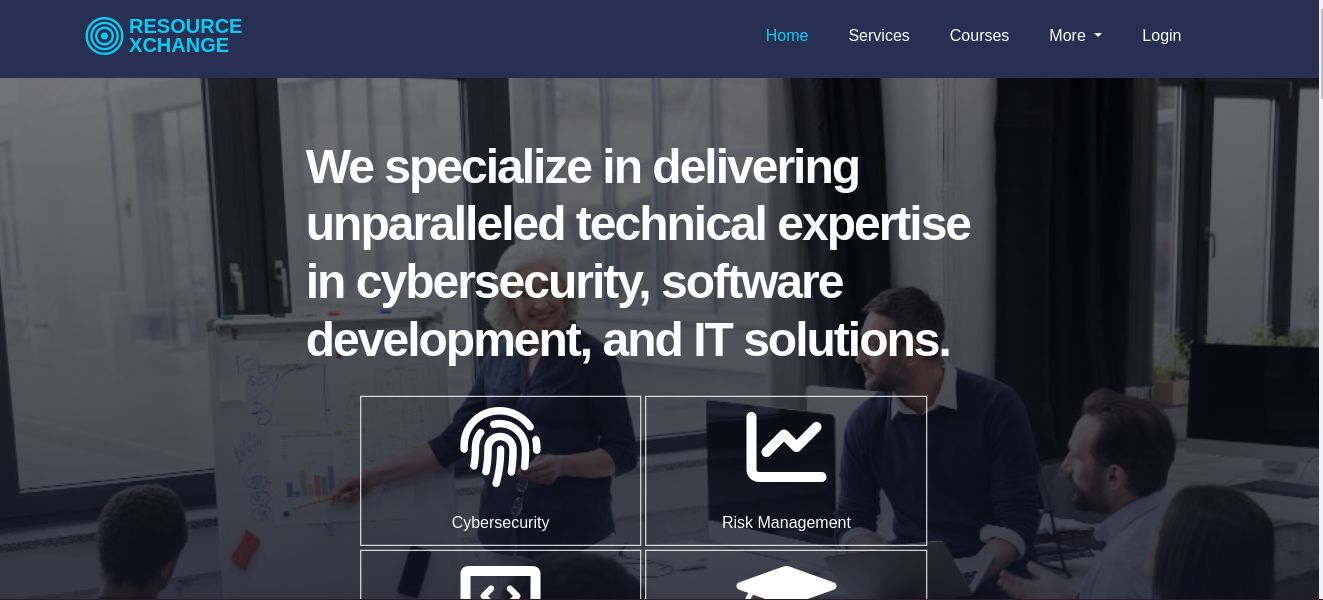 RESOURCE
XCHANGE
Home
Services
Courses
More
Login
We specialize in delivering
unparalleled technical expertise
in cybersecurity, software
development, and IT solutions.
Cybersecurity
Risk Management